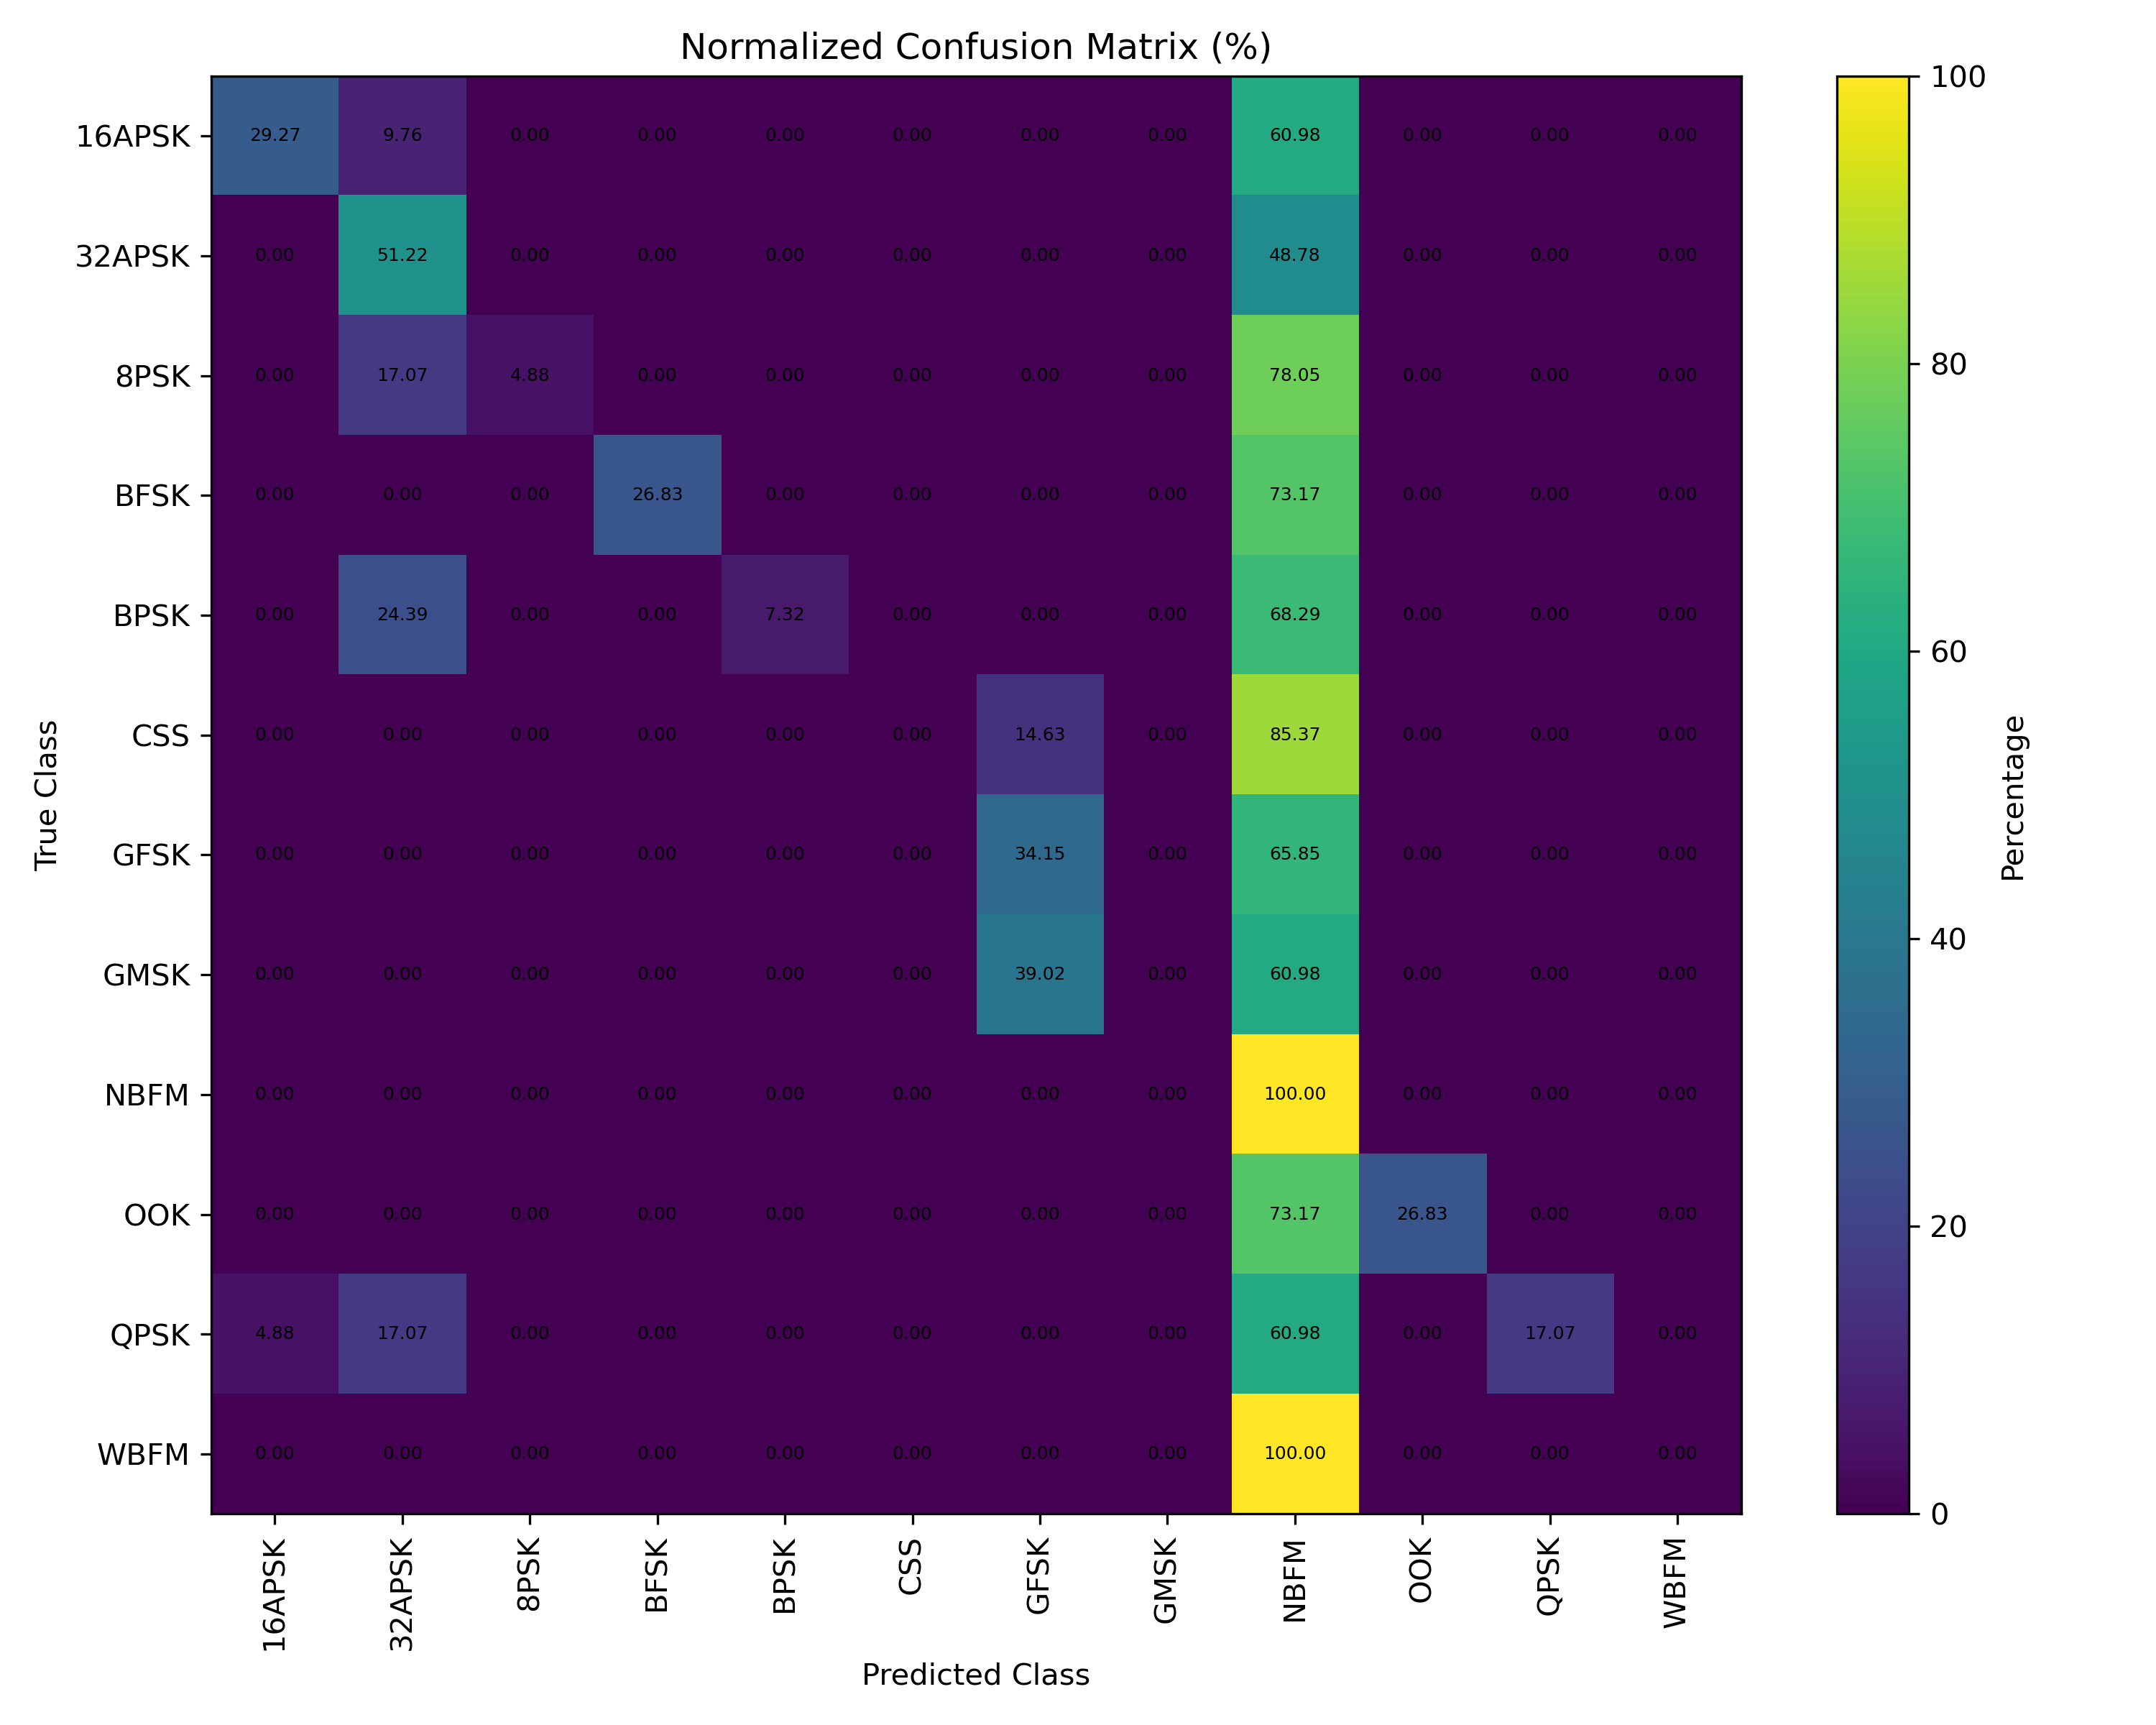 Normalized Confusion Matrix (%)
16APSK 29.27 9.76 0.00 0.00 0.00 0.00 0.00 0.00 60.98 0.00 0.00 0.00
32APSK 0.00 51.22 0.00 0.00 0.00 0.00 0.00 0.00 48.78 0.00 0.00 0.00
8PSK 0.00 17.07 4.88 0.00 0.00 0.00 0.00 0.00 78.05 0.00 0.00 0.00
BFSK 0.00 0.00 0.00 26.83 0.00 0.00 0.00 0.00 73.17 0.00 0.00 0.00
BPSK 0.00 24.39 0.00 0.00 7.32 0.00 0.00 0.00 68.29 0.00 0.00 0.00
CSS 0.00 0.00 0.00 0.00 0.00 0.00 14.63 0.00 85.37 0.00 0.00 0.00
GFSK 0.00 0.00 0.00 0.00 0.00 0.00 34.15 0.00 65.85 0.00 0.00 0.00
GMSK 0.00 0.00 0.00 0.00 0.00 0.00 39.02 0.00 60.98 0.00 0.00 0.00
NBFM 0.00 0.00 0.00 0.00 0.00 0.00 0.00 0.00 100.00 0.00 0.00 0.00
OOK 0.00 0.00 0.00 0.00 0.00 0.00 0.00 0.00 73.17 26.83 0.00 0.00
QPSK 4.88 17.07 0.00 0.00 0.00 0.00 0.00 0.00 60.98 0.00 17.07 0.00
WBFM 0.00 0.00 0.00 0.00 0.00 0.00 0.00 0.00 100.00 0.00 0.00 0.00
16APSK 32APSK 8PSK BFSK BPSK CSS GFSK GMSK NBFM OOK QPSK WBFM
Predicted Class
True Class
100
80
60
40
20
0
Percentage